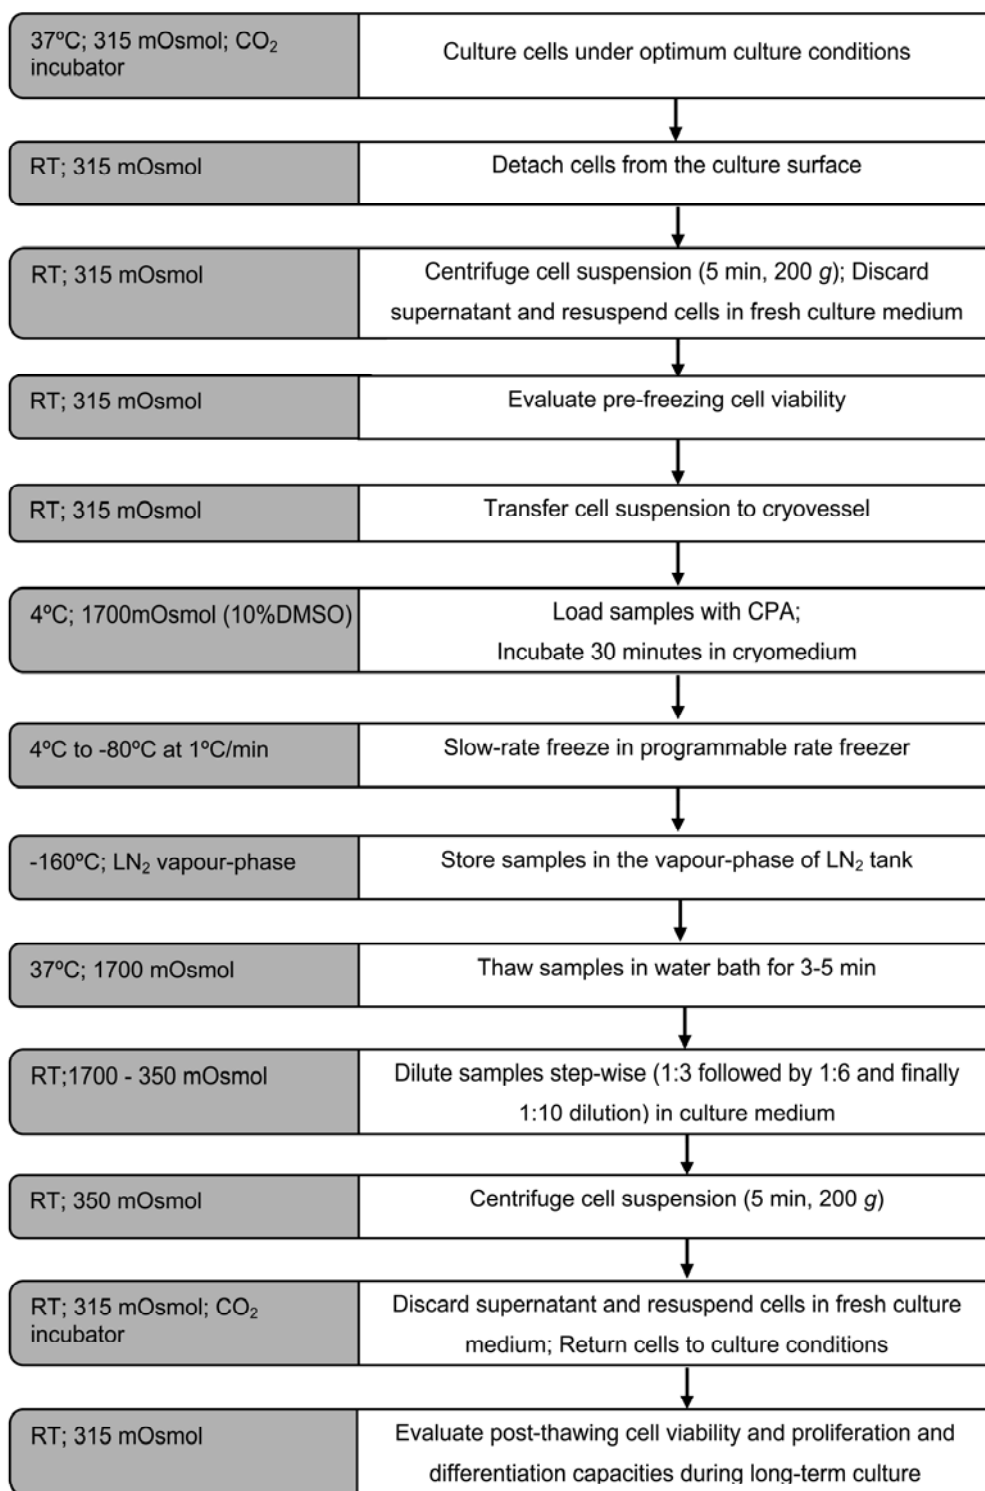 37ºC; 315 mOsmol; CO₂
incubator
Culture cells under optimum culture conditions
RT; 315 mOsmol
Detach cells from the culture surface
RT; 315 mOsmol
Centrifuge cell suspension (5 min, 200 g); Discard
supernatant and resuspend cells in fresh culture medium
RT; 315 mOsmol
Evaluate pre-freezing cell viability
RT; 315 mOsmol
Transfer cell suspension to cryovessel
4ºC; 1700mOsmol (10%DMSO)
Load samples with CPA;
Incubate 30 minutes in cryomedium
4ºC to -80ºC at 1ºC/min
Slow-rate freeze in programmable rate freezer
-160ºC; LN₂ vapour-phase
Store samples in the vapour-phase of LN₂ tank
37ºC; 1700 mOsmol
Thaw samples in water bath for 3-5 min
RT;1700 - 350 mOsmol
Dilute samples step-wise (1:3 followed by 1:6 and finally
1:10 dilution) in culture medium
RT; 350 mOsmol
Centrifuge cell suspension (5 min, 200 g)
RT; 315 mOsmol; CO₂
incubator
Discard supernatant and resuspend cells in fresh culture
medium; Return cells to culture conditions
RT; 315 mOsmol
Evaluate post-thawing cell viability and proliferation and
differentiation capacities during long-term culture